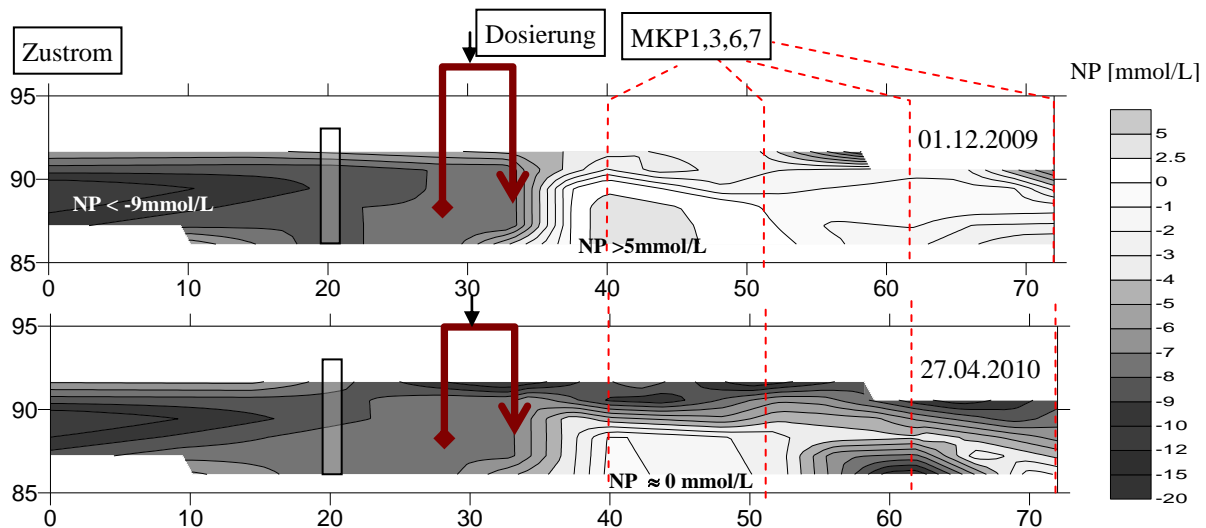 Zustrom
Dosierung
MKP1,3,6,7
NP [mmol/L]
95
90
85
01.12.2009
NP < -9mmol/L
NP >5mmol/L
0 10 20 30 40 50 60 70
95
90
85
27.04.2010
NP ≈ 0 mmol/L
0 10 20 30 40 50 60 70
5
2.5
0
-1
-2
-3
-4
-5
-6
-7
-8
-9
-10
-12
-15
-20